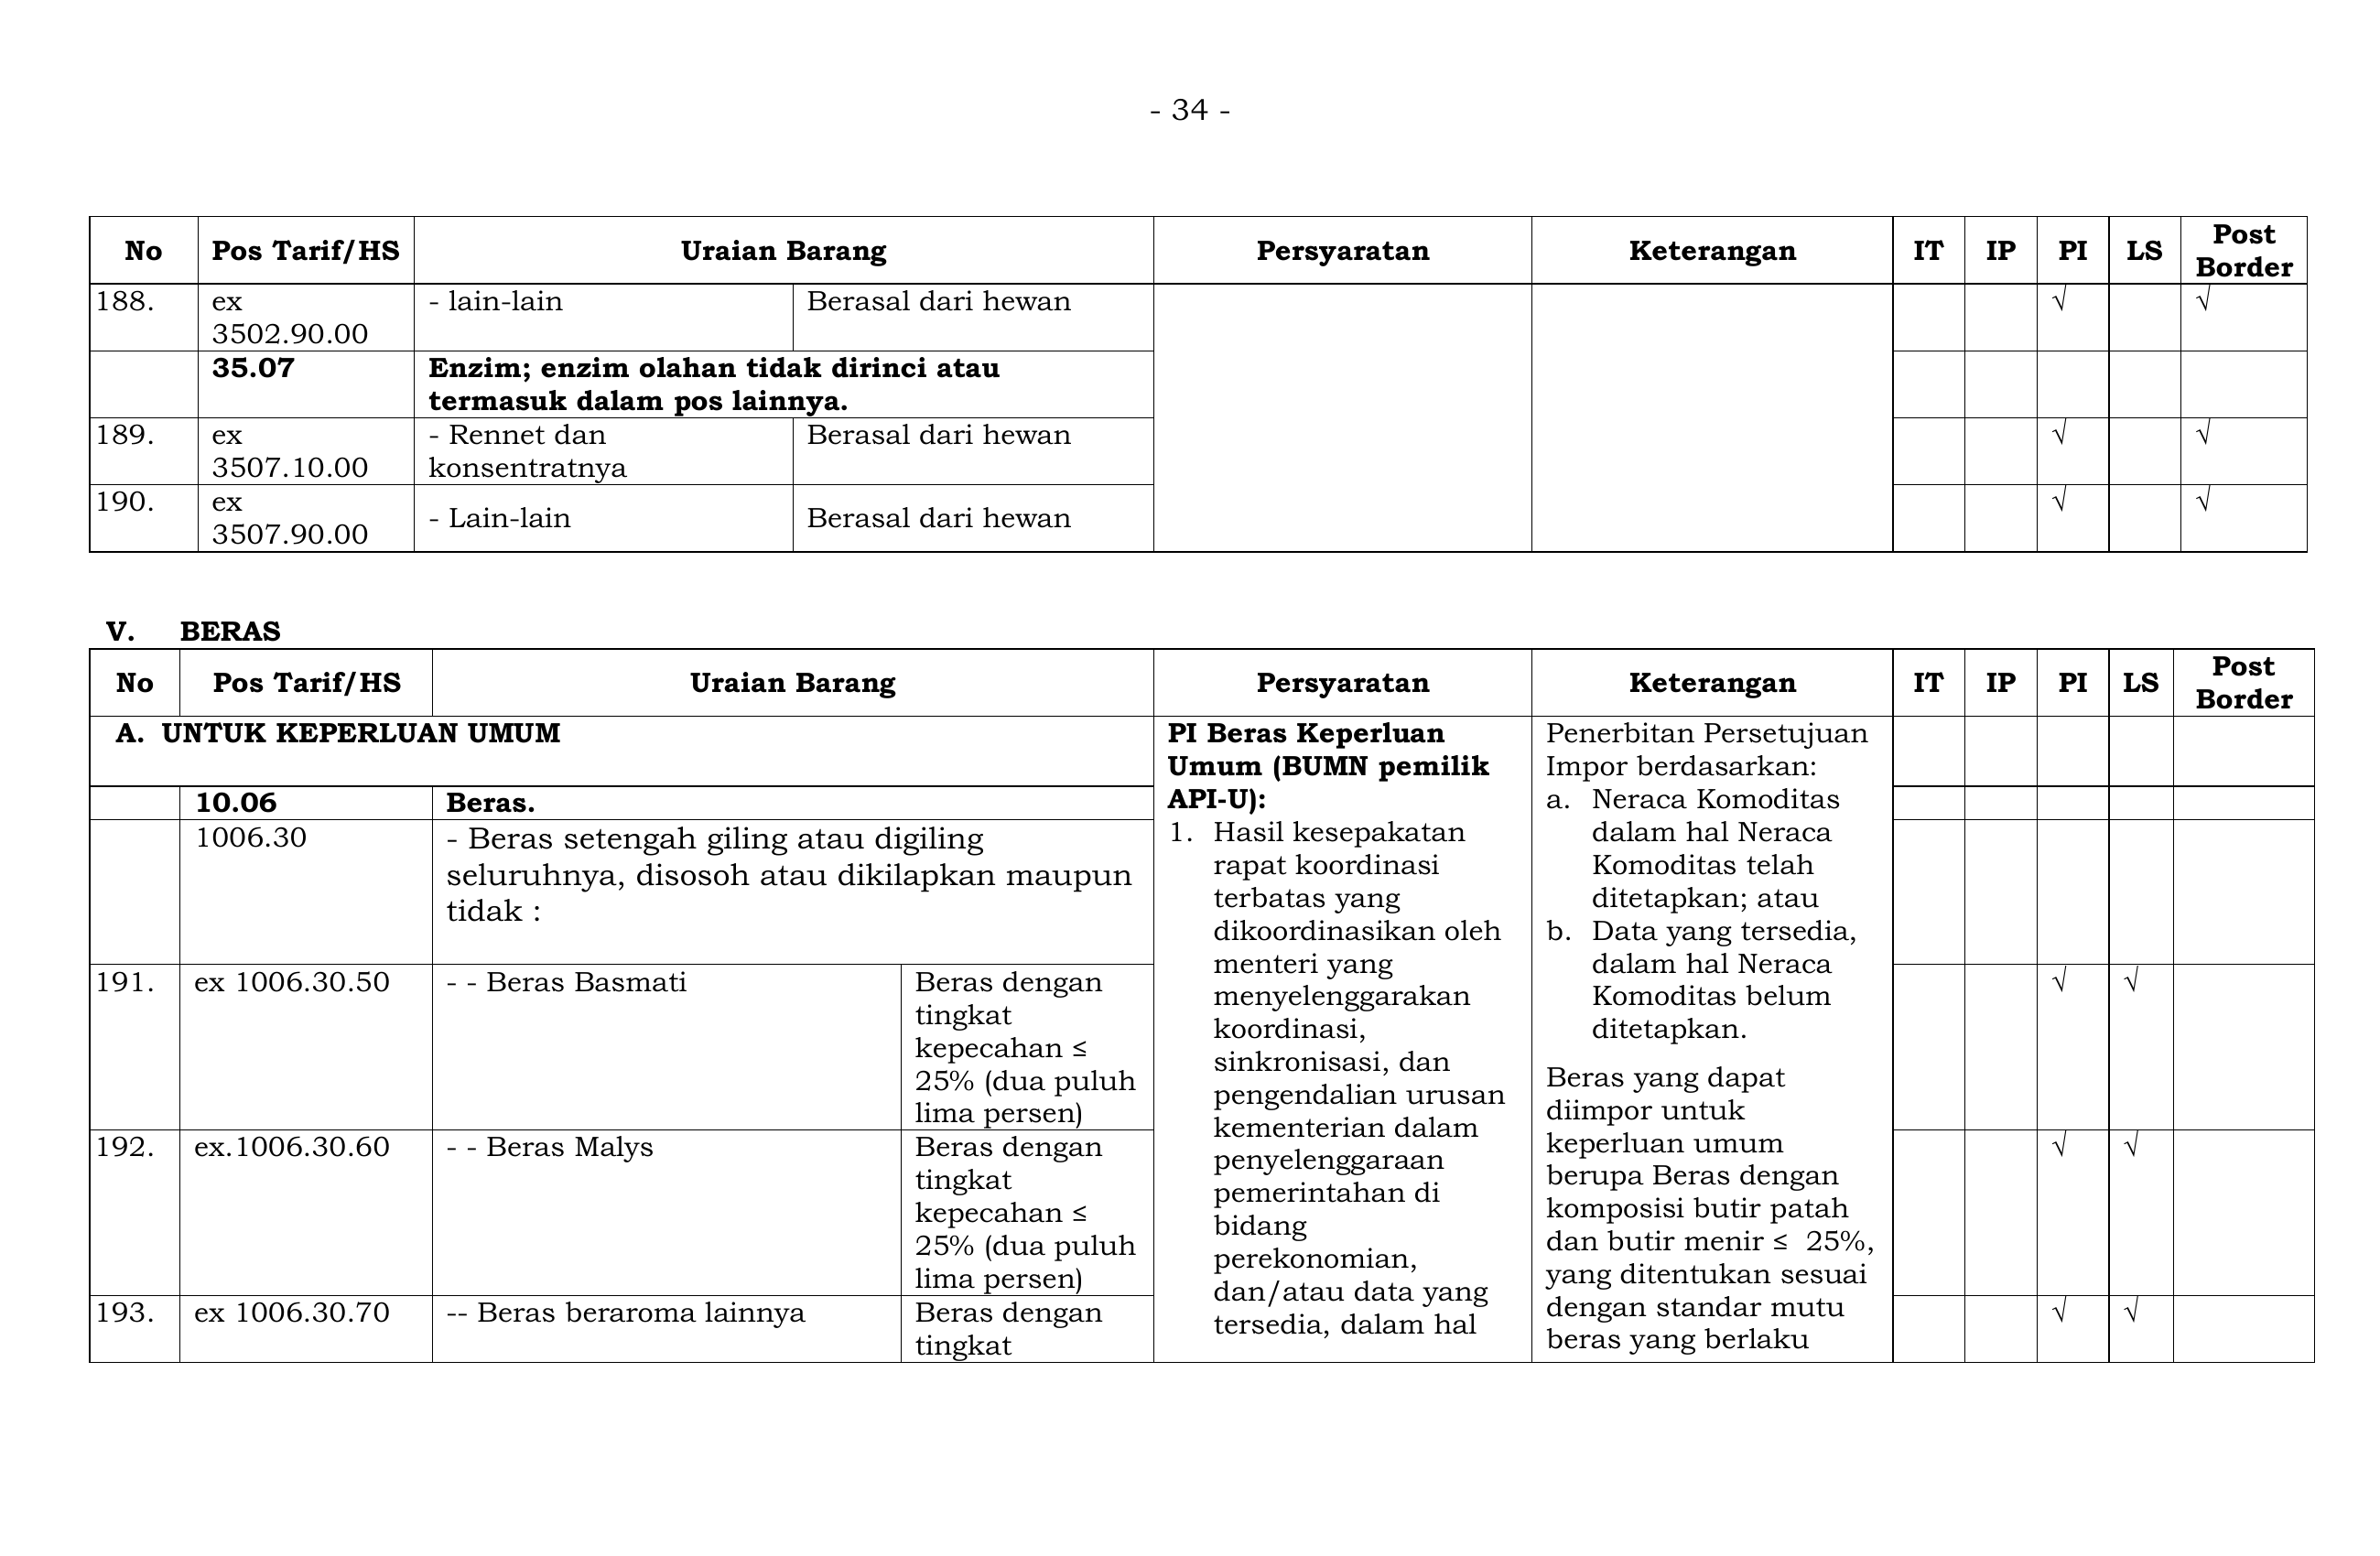 - 34 -
No Pos Tarif/HS Uraian Barang Persyaratan Keterangan IT IP PI LS Post Border
188. ex 3502.90.00 - lain-lain Berasal dari hewan √ √
35.07 Enzim; enzim olahan tidak dirinci atau
termasuk dalam pos lainnya.
189. ex 3507.10.00 - Rennet dan konsentratnya Berasal dari hewan √ √
190. ex 3507.90.00 - Lain-lain Berasal dari hewan √ √
V. BERAS
No Pos Tarif/HS Uraian Barang Persyaratan Keterangan IT IP PI LS Post Border
A. UNTUK KEPERLUAN UMUM
10.06 Beras.
1006.30 - Beras setengah giling atau digiling
seluruhnya, disosoh atau dikilapkan maupun
tidak :
191. ex 1006.30.50 - - Beras Basmati Beras dengan
tingkat
kepecahan ≤
25% (dua puluh
lima persen)
√ √
192. ex.1006.30.60 - - Beras Malys Beras dengan
tingkat
kepecahan ≤
25% (dua puluh
lima persen)
√ √
193. ex 1006.30.70 -- Beras beraroma lainnya Beras dengan
tingkat
√ √
PI Beras Keperluan
Umum (BUMN pemilik
API-U):
1. Hasil kesepakatan
rapat koordinasi
terbatas yang
dikoordinasikan oleh
menteri yang
menyelenggarakan
koordinasi,
sinkronisasi, dan
pengendalian urusan
kementerian dalam
penyelenggaraan
pemerintahan di
bidang
perekonomian,
dan/atau data yang
tersedia, dalam hal
Penerbitan Persetujuan
Impor berdasarkan:
a. Neraca Komoditas
dalam hal Neraca
Komoditas telah
ditetapkan; atau
b. Data yang tersedia,
dalam hal Neraca
Komoditas belum
ditetapkan.
Beras yang dapat
diimpor untuk
keperluan umum
berupa Beras dengan
komposisi butir patah
dan butir menir ≤ 25%,
yang ditentukan sesuai
dengan standar mutu
beras yang berlaku